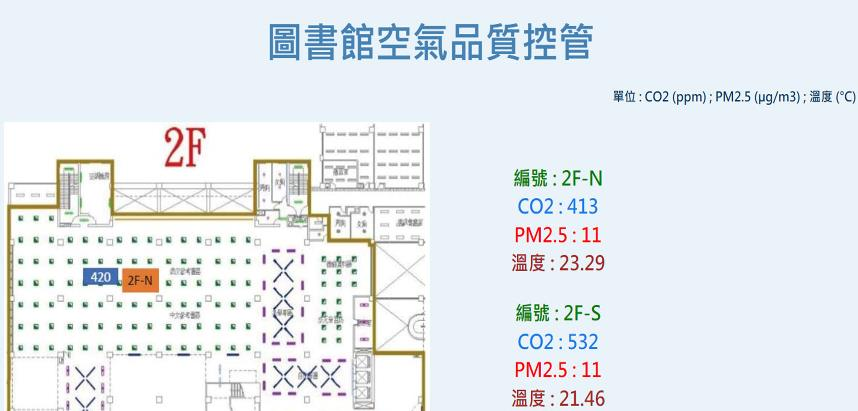 圖書館空氣品質控管
單位 : CO2 (ppm) ; PM2.5 (μg/m3) ; 溫度 (°C)
2F
420
2F-N
編號 : 2F-N
CO2 : 413
PM2.5 : 11
溫度 : 23.29
編號 : 2F-S
CO2 : 532
PM2.5 : 11
溫度 : 21.46